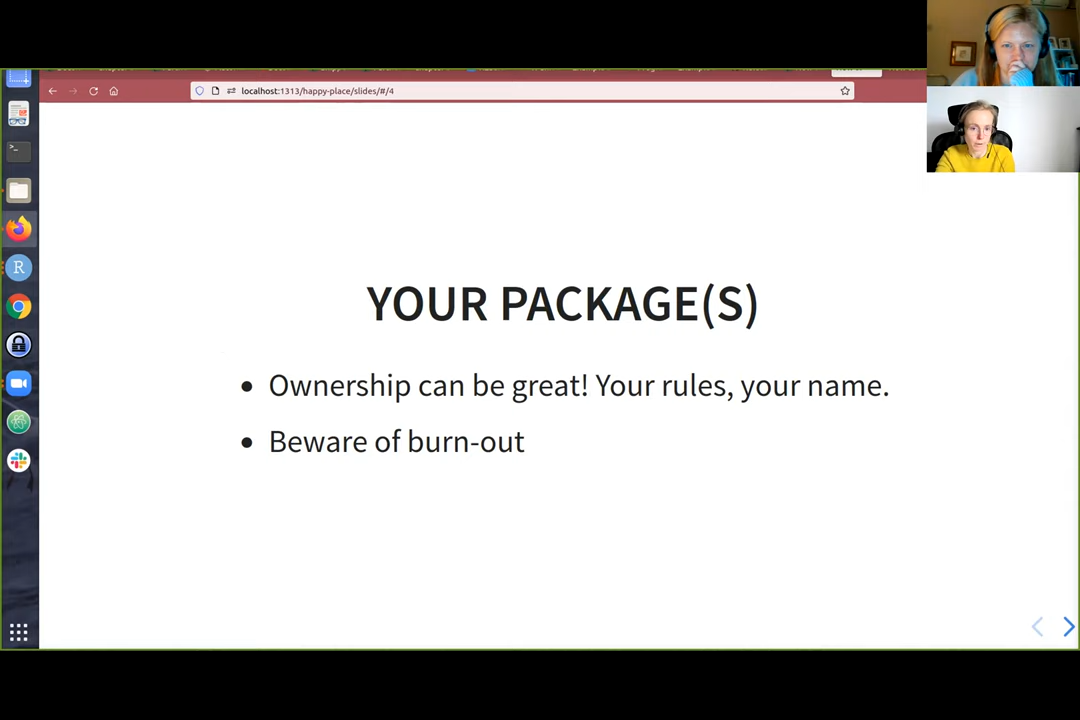 localhost:1313/happy-place/slides/#/4
YOUR PACKAGE(S)
• Ownership can be great! Your rules, your name.
• Beware of burn-out
R